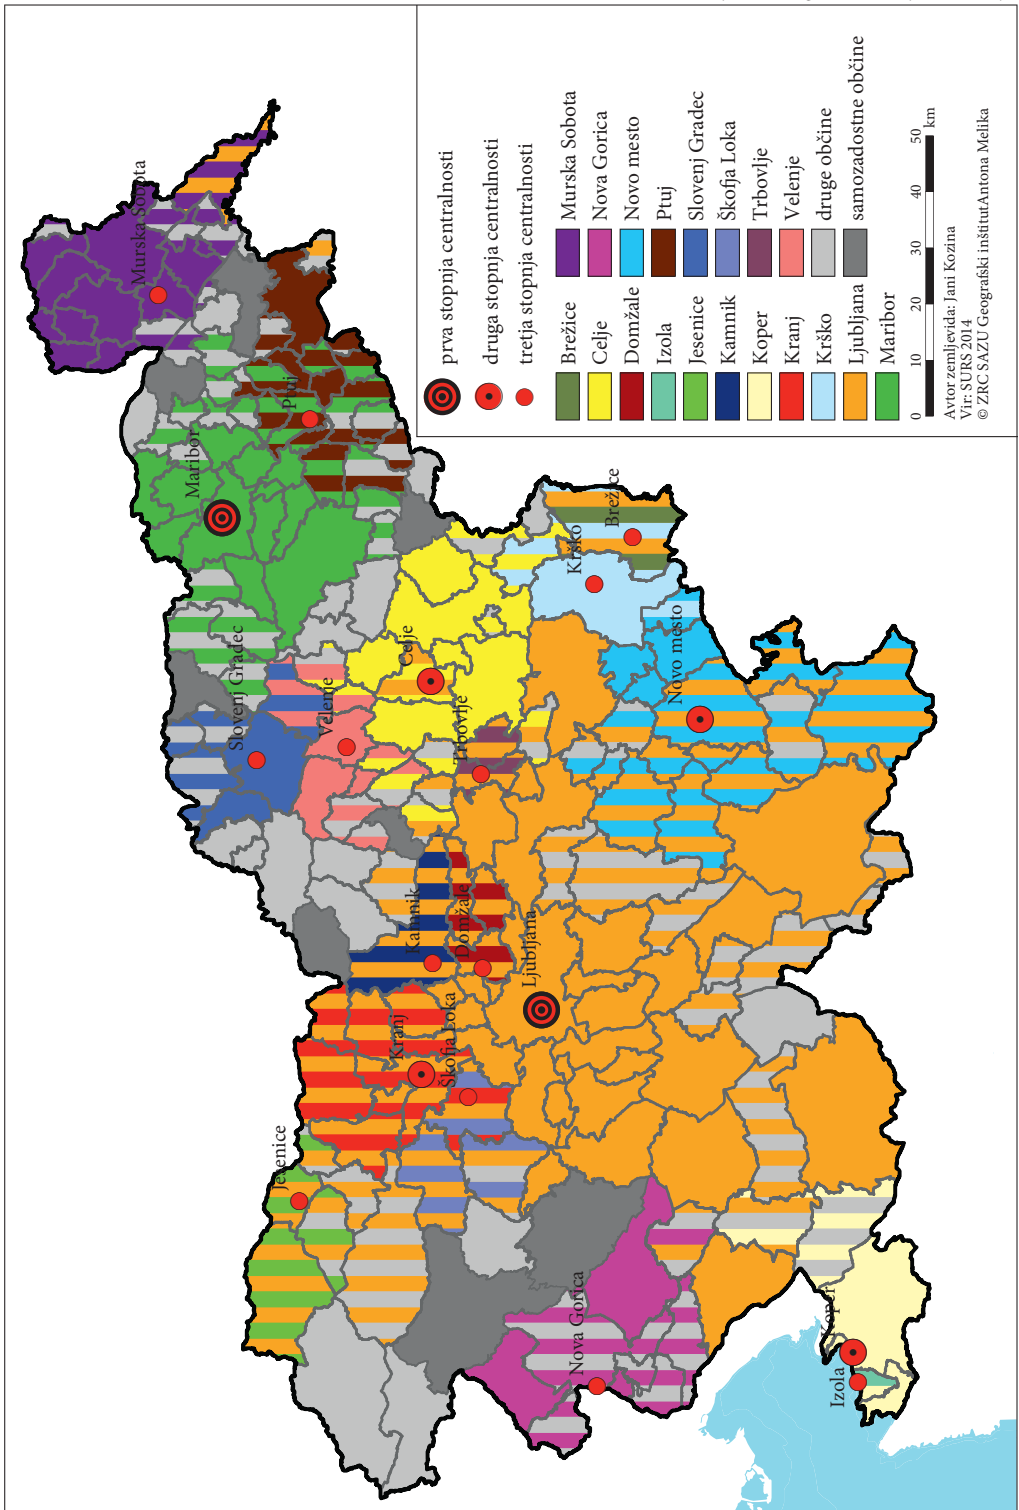 Murska Sobota
Ptuj
Maribor
Slovenj Gradec
Velenje
Celje
Trbovlje
Krško
Brežice
Novo mesto
Kamnik
Domžale
Ljubljana
Kranj
Škofja Loka
Jesenice
Nova Gorica
Koper
Izola
prva stopnja centralnosti
druga stopnja centralnosti
tretja stopnja centralnosti
Brežice
Celje
Domžale
Izola
Jesenice
Kamnik
Koper
Kranj
Krško
Ljubljana
Maribor
Murska Sobota
Nova Gorica
Novo mesto
Ptuj
Slovenj Gradec
Škofja Loka
Trbovlje
Velenje
druge občine
samozadostne občine
0 10 20 30 40 50 km
Avtor zemljevida: Jani Kozina
Vir: SURS 2014
© ZRC SAZU Geografski inštitutAntona Melika